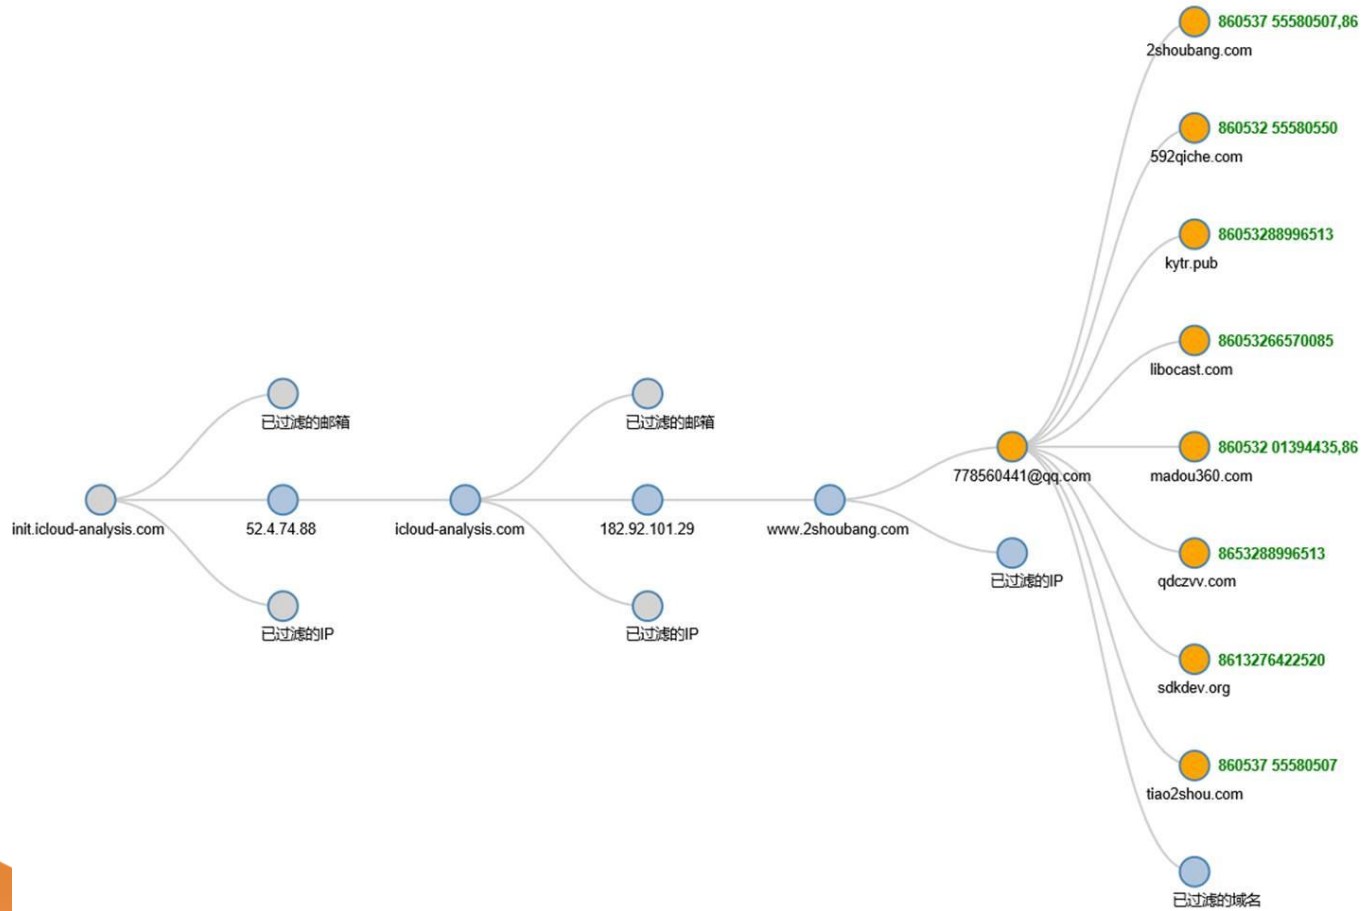 860537 55580507,86
2shoubang.com
860532 55580550
592qiche.com
86053288996513
kytr.pub
86053266570085
libocast.com
已过滤的邮箱
已过滤的邮箱
860532 01394435,86
778560441@qq.com
madou360.com
init.icloud-analysis.com
52.4.74.88
icloud-analysis.com
182.92.101.29
www.2shoubang.com
8653288996513
已过滤的IP
qdczvv.com
已过滤的IP
已过滤的IP
8613276422520
sdkdev.org
860537 55580507
tiao2shou.com
已过滤的域名